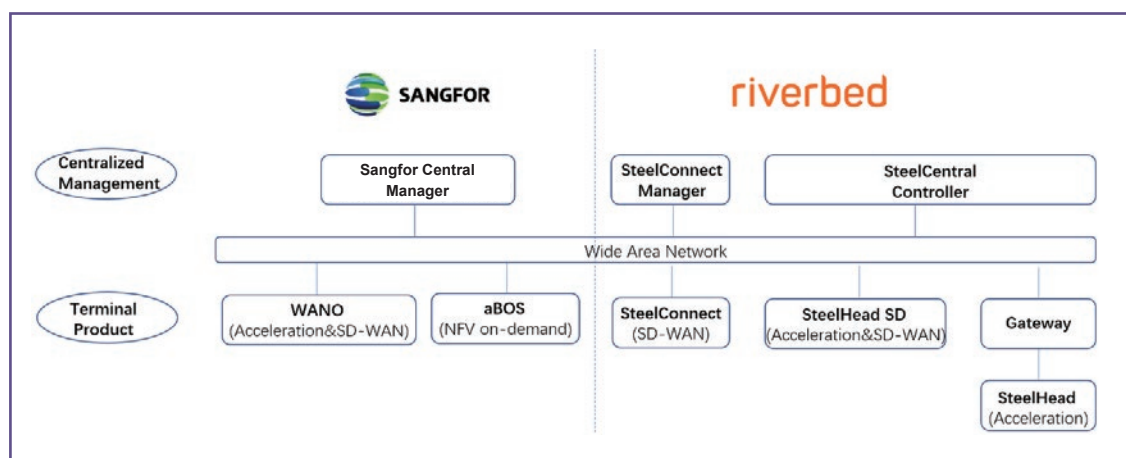 SANGFOR
riverbed
Centralized
Management
Sangfor Central
Manager
SteelConnect
Manager
SteelCentral
Controller
Wide Area Network
Terminal
Product
WANO
(Acceleration&SD-WAN)
aBOS
(NFV on-demand)
SteelConnect
(SD-WAN)
SteelHead SD
(Acceleration&SD-WAN)
Gateway
SteelHead
(Acceleration)